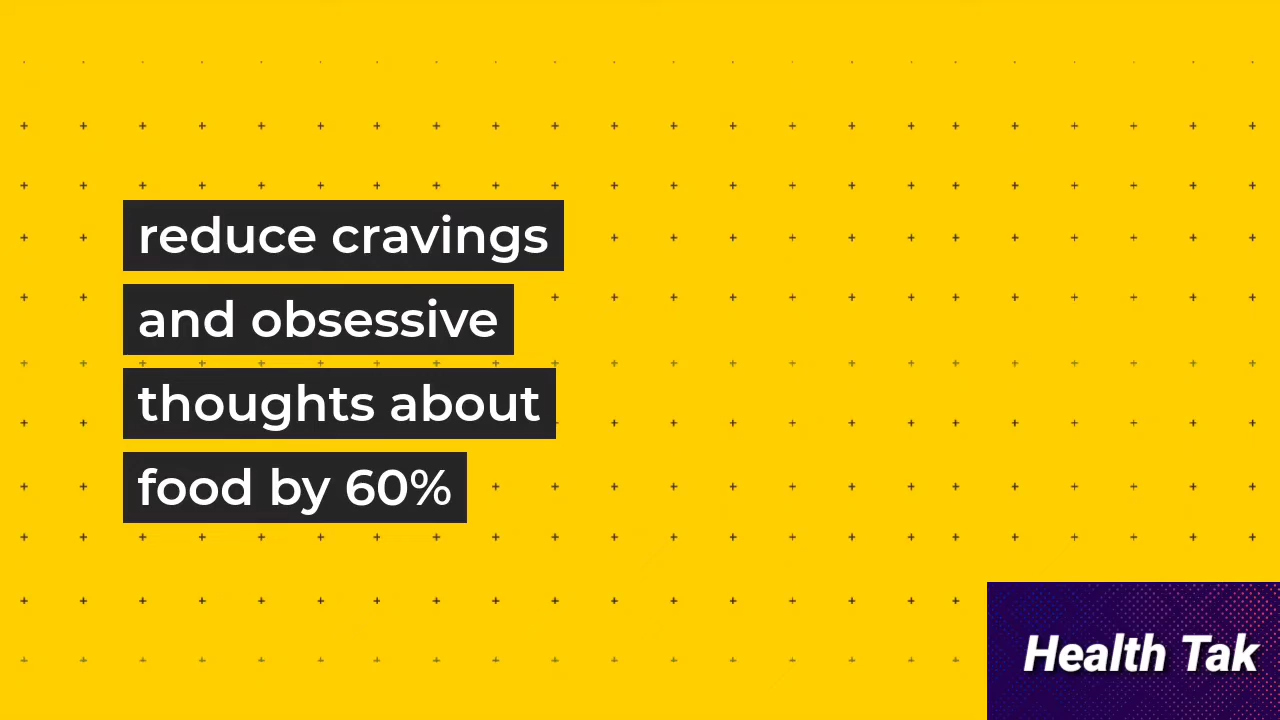 reduce cravings
and obsessive
thoughts about
food by 60%
Health Tak